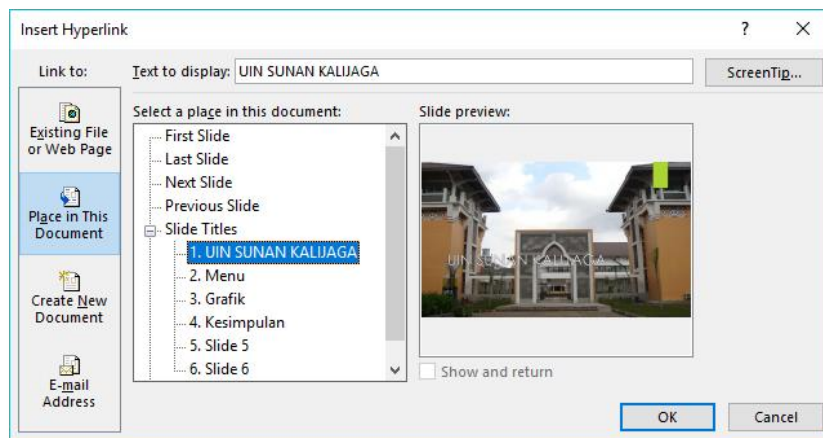 Insert Hyperlink
?
Link to:
Text to display: UIN SUNAN KALIJAGA
ScreenTip...
Existing File
or Web Page
Place in This
Document
Create New
Document
E-mail
Address
Select a place in this document:
First Slide
Last Slide
Next Slide
Previous Slide
Slide Titles
1. UIN SUNAN KALIJAGA
2. Menu
3. Grafik
4. Kesimpulan
5. Slide 5
6. Slide 6
Slide preview:
UIN SUNAN KALIJAGA
Show and return
OK
Cancel